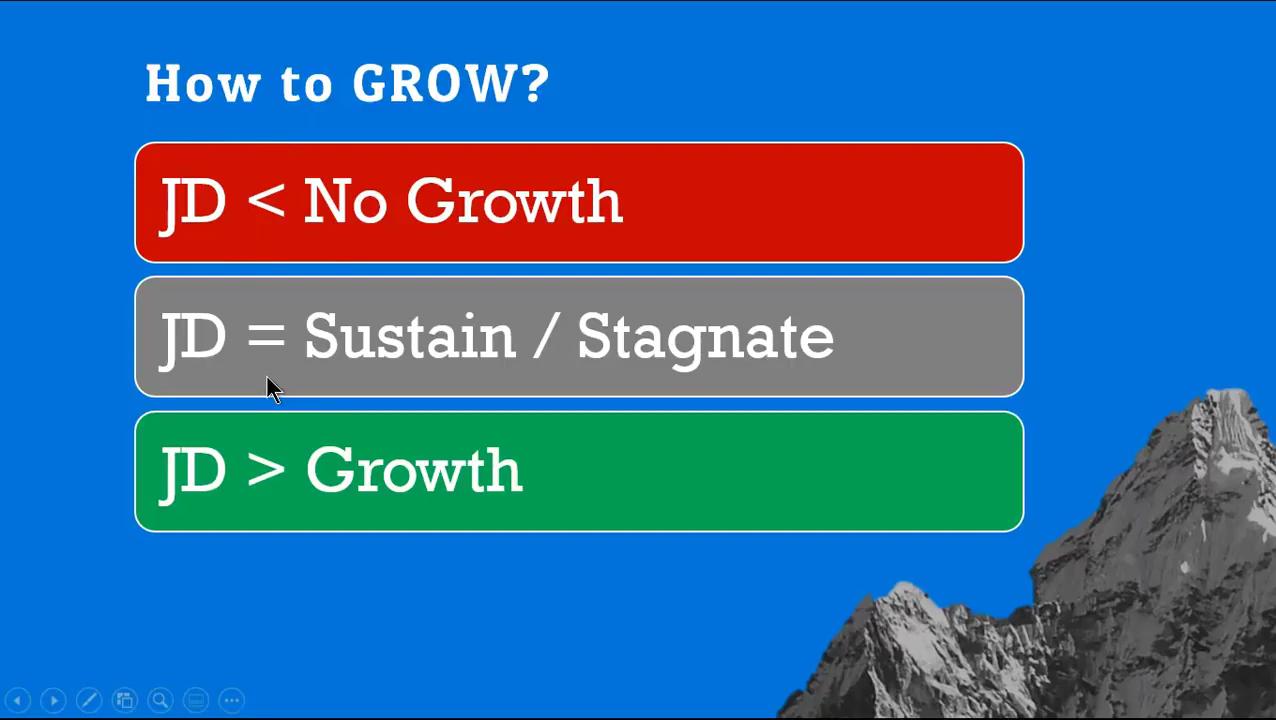 How to GROW?
JD < No Growth
JD = Sustain / Stagnate
JD > Growth